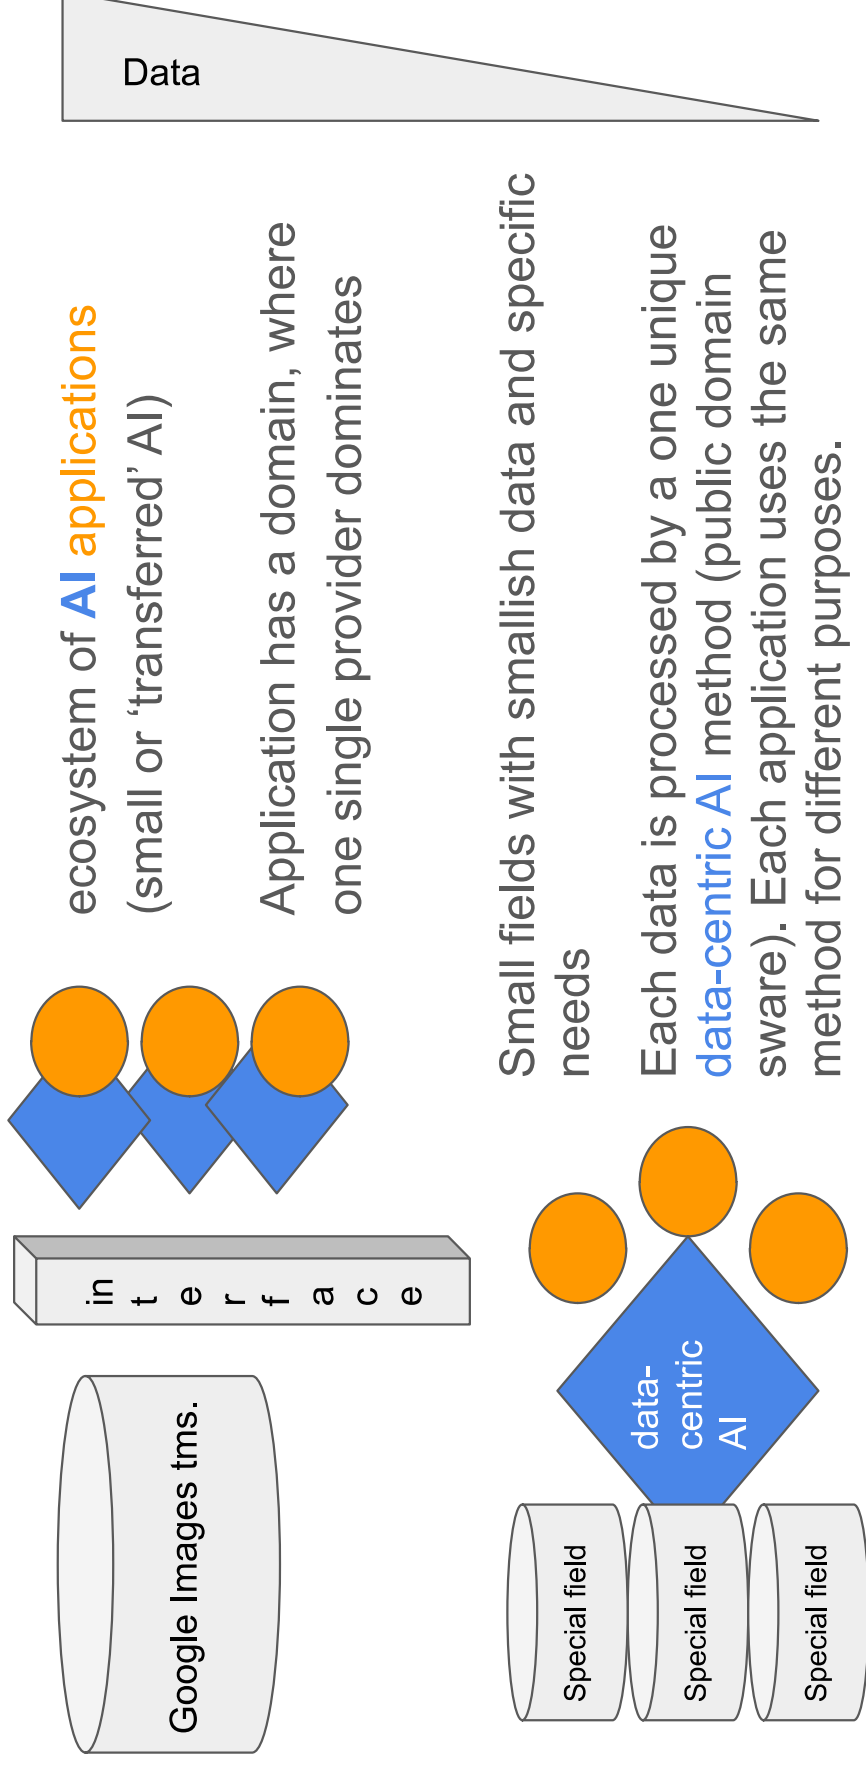 Google Images tms.
in
t
e
r
f
a
c
e
ecosystem of AI applications
(small or ‘transferred’ AI)
Application has a domain, where
one single provider dominates
Data
Special field
Special field
Special field
data-
centric
AI
Small fields with smallish data and specific
needs
Each data is processed by a one unique
data-centric AI method (public domain
sware). Each application uses the same
method for different purposes.